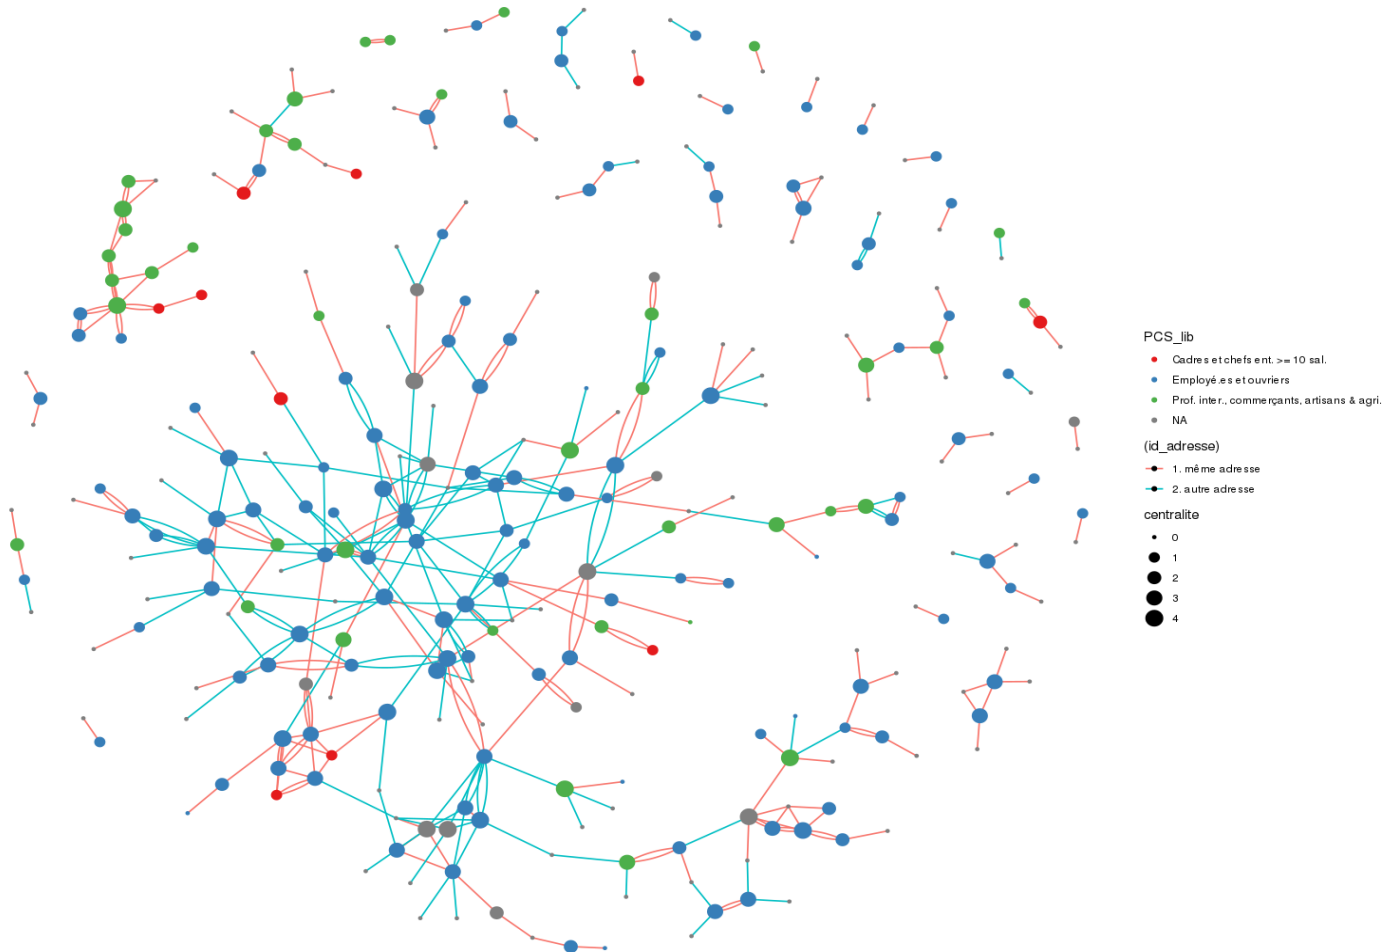 PCS_lib
Cadres et chefs ent. >= 10 sal.
Employé.es et ouvriers
Prof. inter., commerçants, artisans & agri.
NA
(id_adresse)
1. même adresse
2. autre adresse
centralite
0
1
2
3
4